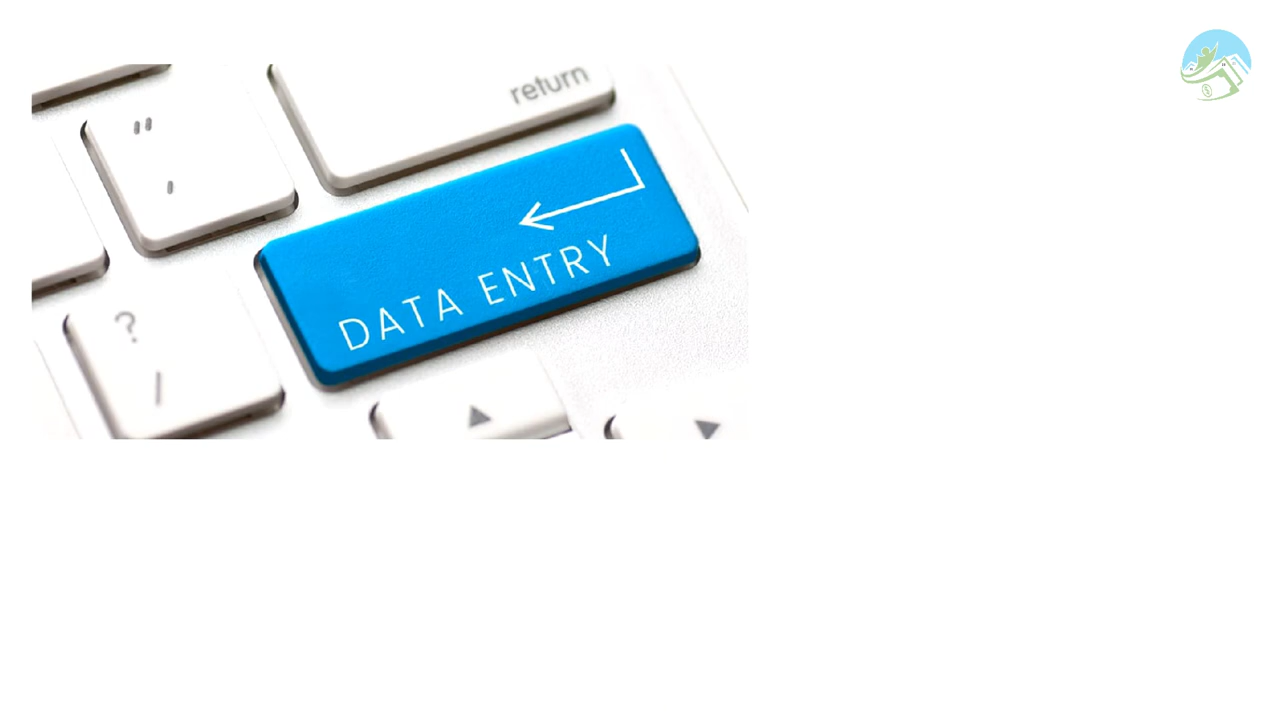 return
"
'
DATA ENTRY
?
/